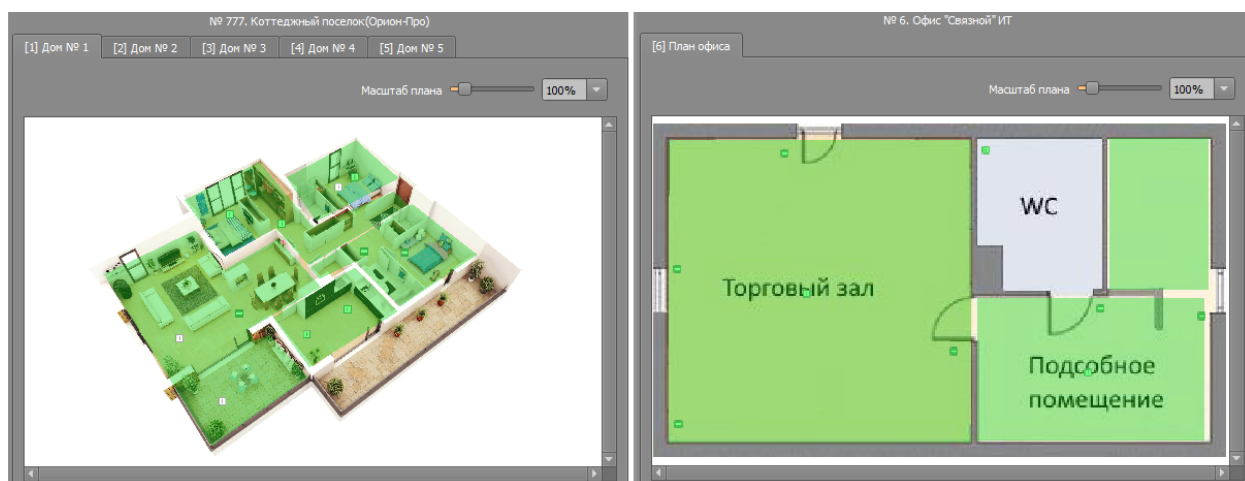 № 777. Коттеджный поселок(Орион-Про)
[1] Дом № 1
[2] Дом № 2
[3] Дом № 3
[4] Дом № 4
[5] Дом № 5
Масштаб плана
100%
№ 6. Офис "Связной" ИТ
[6] План офиса
Масштаб плана
100%
WC
Торговый зал
Подсобное
помещение